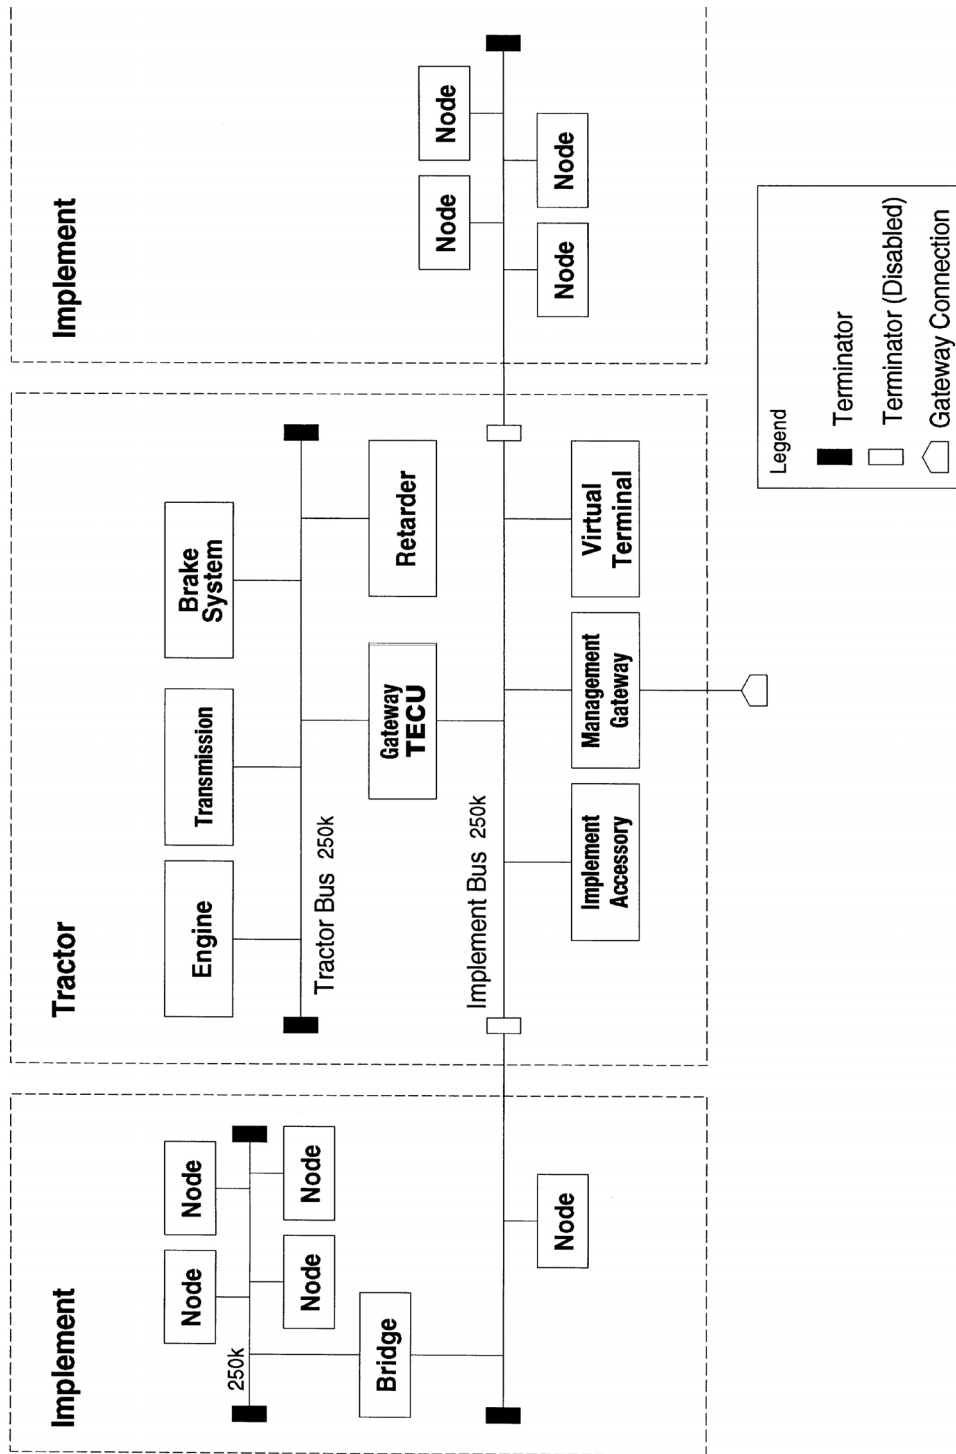 Implement
Node
Node
Node
Node
250k
Bridge
Node
Tractor
Engine
Transmission
Brake
System
Tractor Bus 250k
Gateway
TECU
Retarder
Implement Bus 250k
Implement
Accessory
Management
Gateway
Virtual
Terminal
Implement
Node
Node
Node
Node
Legend
Terminator
Terminator (Disabled)
Gateway Connection